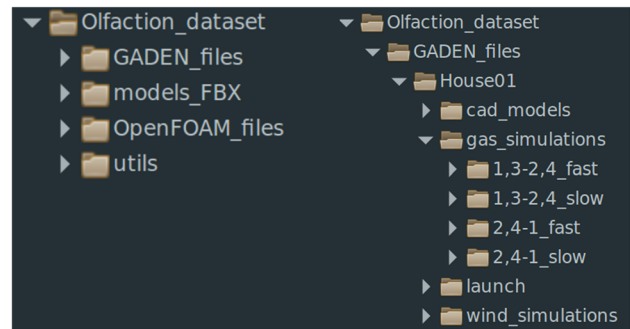 Olfaction_dataset
GADEN_files
models_FBX
OpenFOAM_files
utils
Olfaction_dataset
GADEN_files
House01
cad_models
gas_simulations
1,3-2,4_fast
1,3-2,4_slow
2,4-1_fast
2,4-1_slow
launch
wind_simulations